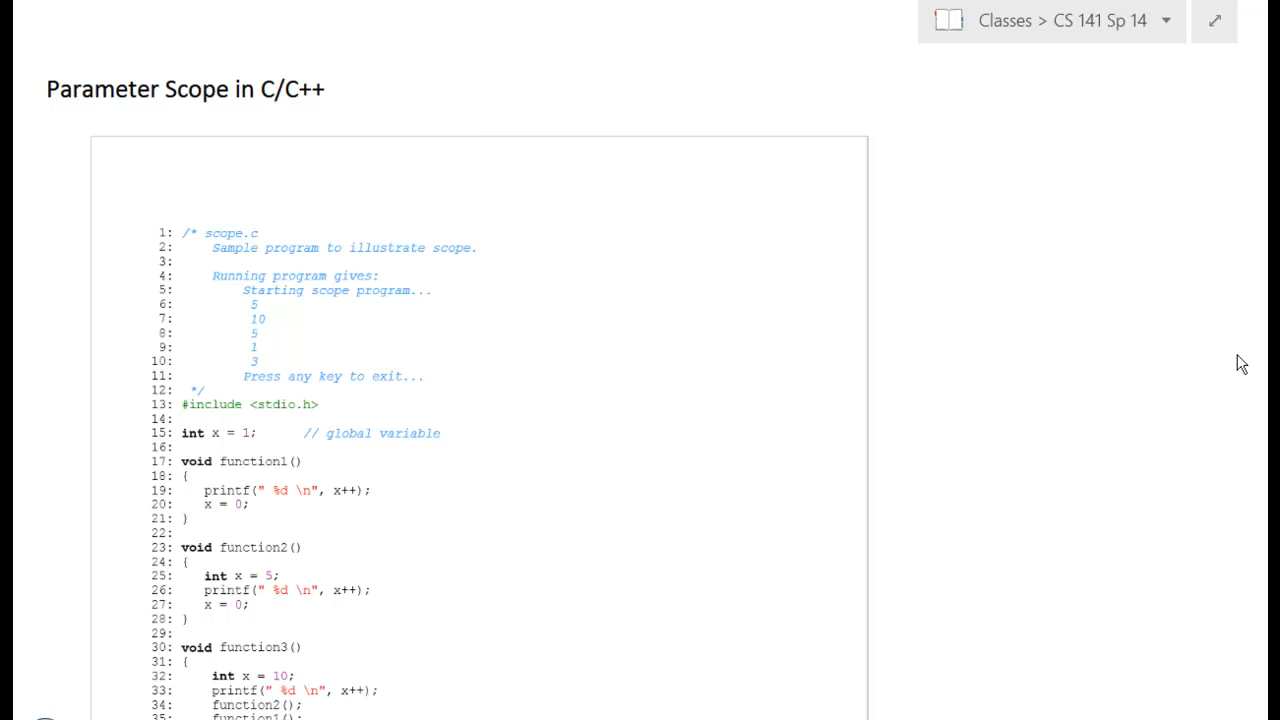 Classes > CS 141 Sp 14
Parameter Scope in C/C++
1: /* scope.c
2: Sample program to illustrate scope.
3:
4: Running program gives:
5: Starting scope program...
6: 5
7: 10
8: 5
9: 1
10: 3
11: Press any key to exit...
12: */
13: #include <stdio.h>
14:
15: int x = 1; // global variable
16:
17: void function1()
18: {
19: printf(" %d \n", x++);
20: x = 0;
21: }
22:
23: void function2()
24: {
25: int x = 5;
26: printf(" %d \n", x++);
27: x = 0;
28: }
29:
30: void function3()
31: {
32: int x = 10;
33: printf(" %d \n", x++);
34: function2();
35: function1();